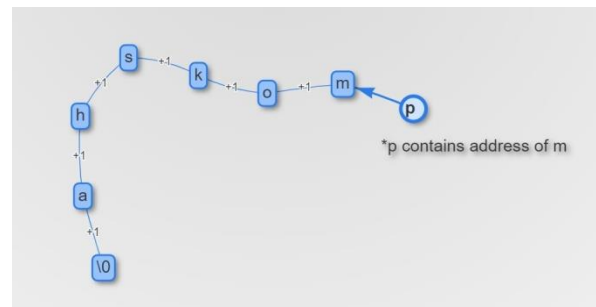 s
+1
k
+1
o
+1
m
p
*p contains address of m
+1
h
+1
a
+1
\0